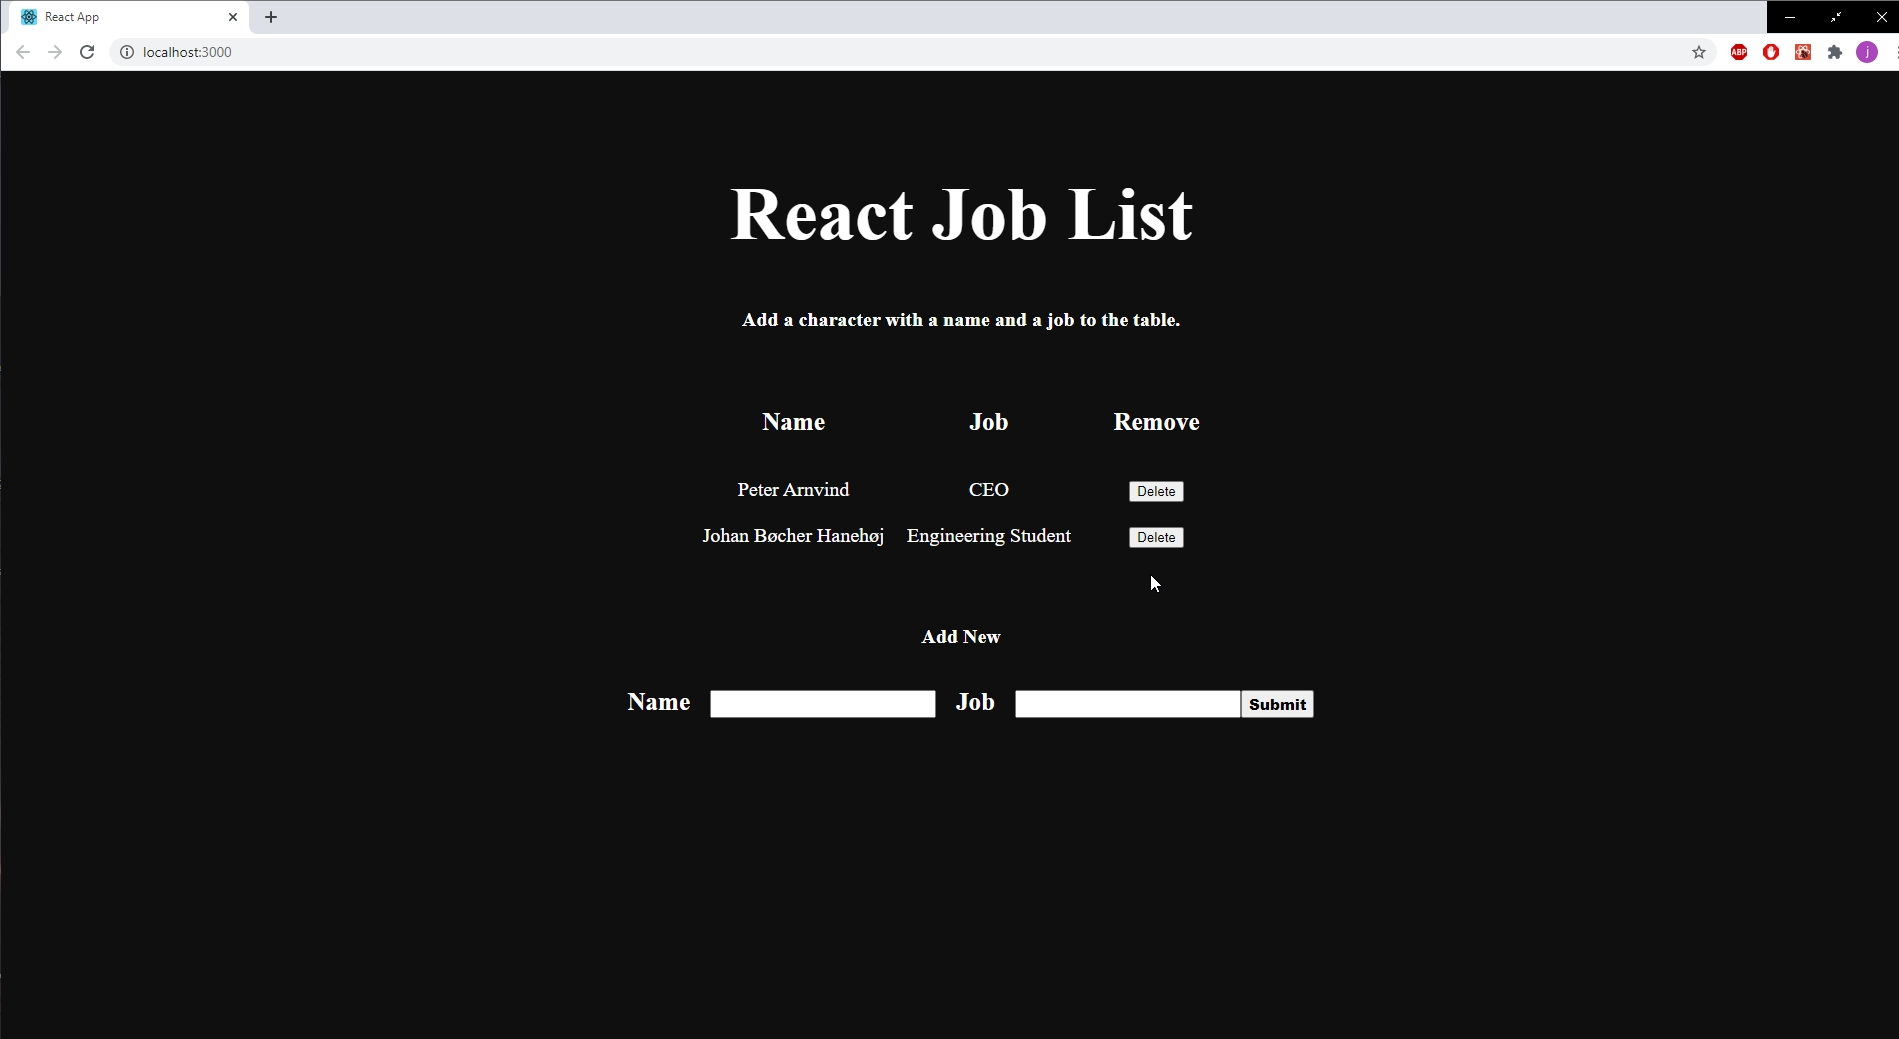 React App
localhost:3000
ABP
j
React Job List
Add a character with a name and a job to the table.
Name Job Remove
Peter Arnvind CEO Delete
Johan Bøcher Hanehøj Engineering Student Delete
Add New
Name Job Submit